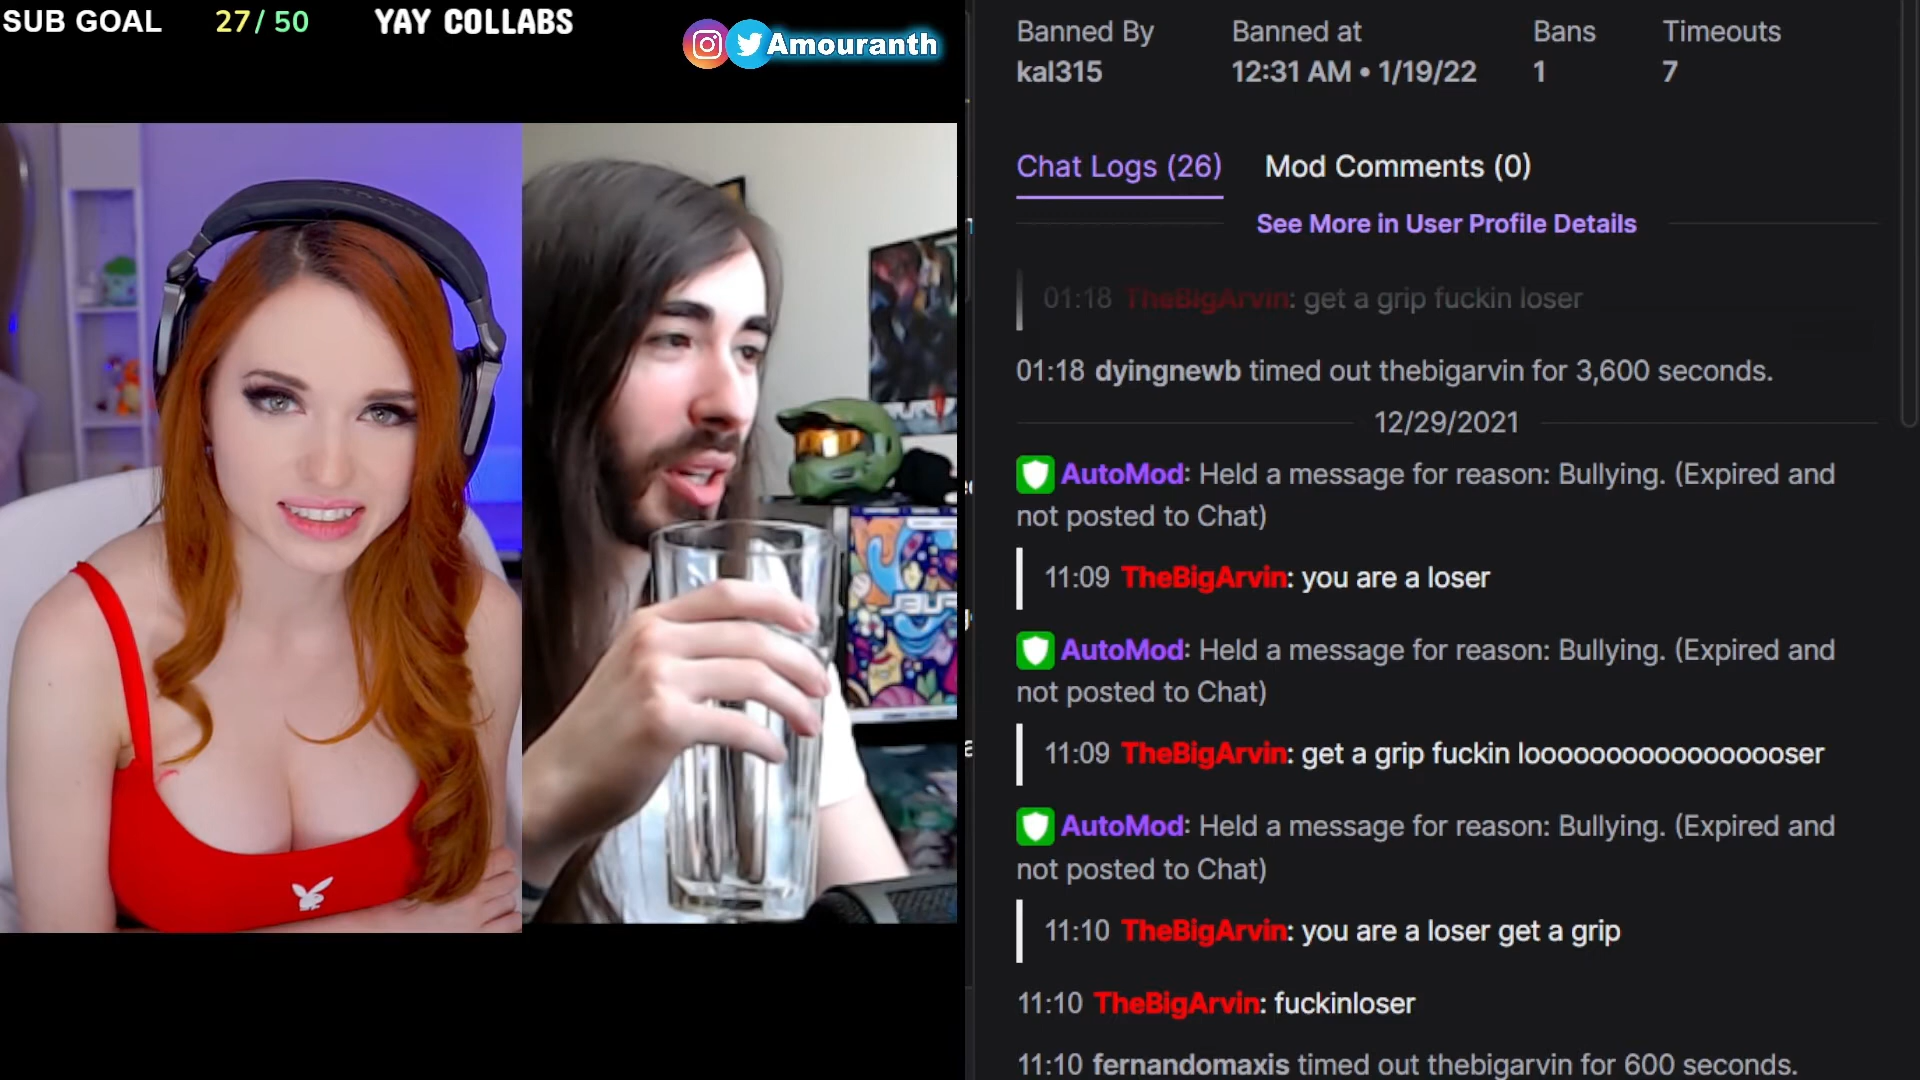 SUB GOAL 27/ 50 YAY COLLABS
Amouranth
Banned By Banned at Bans Timeouts
kal315 12:31 AM • 1/19/22 1 7
Chat Logs (26) Mod Comments (0)
See More in User Profile Details
01:18 TheBigArvin: get a grip fuckin loser
01:18 dyingnewb timed out thebigarvin for 3,600 seconds.
12/29/2021
AutoMod: Held a message for reason: Bullying. (Expired and
not posted to Chat)
11:09 TheBigArvin: you are a loser
AutoMod: Held a message for reason: Bullying. (Expired and
not posted to Chat)
11:09 TheBigArvin: get a grip fuckin looooooooooooooooser
AutoMod: Held a message for reason: Bullying. (Expired and
not posted to Chat)
11:10 TheBigArvin: you are a loser get a grip
11:10 TheBigArvin: fuckinloser
11:10 fernandomaxis timed out thebigarvin for 600 seconds.